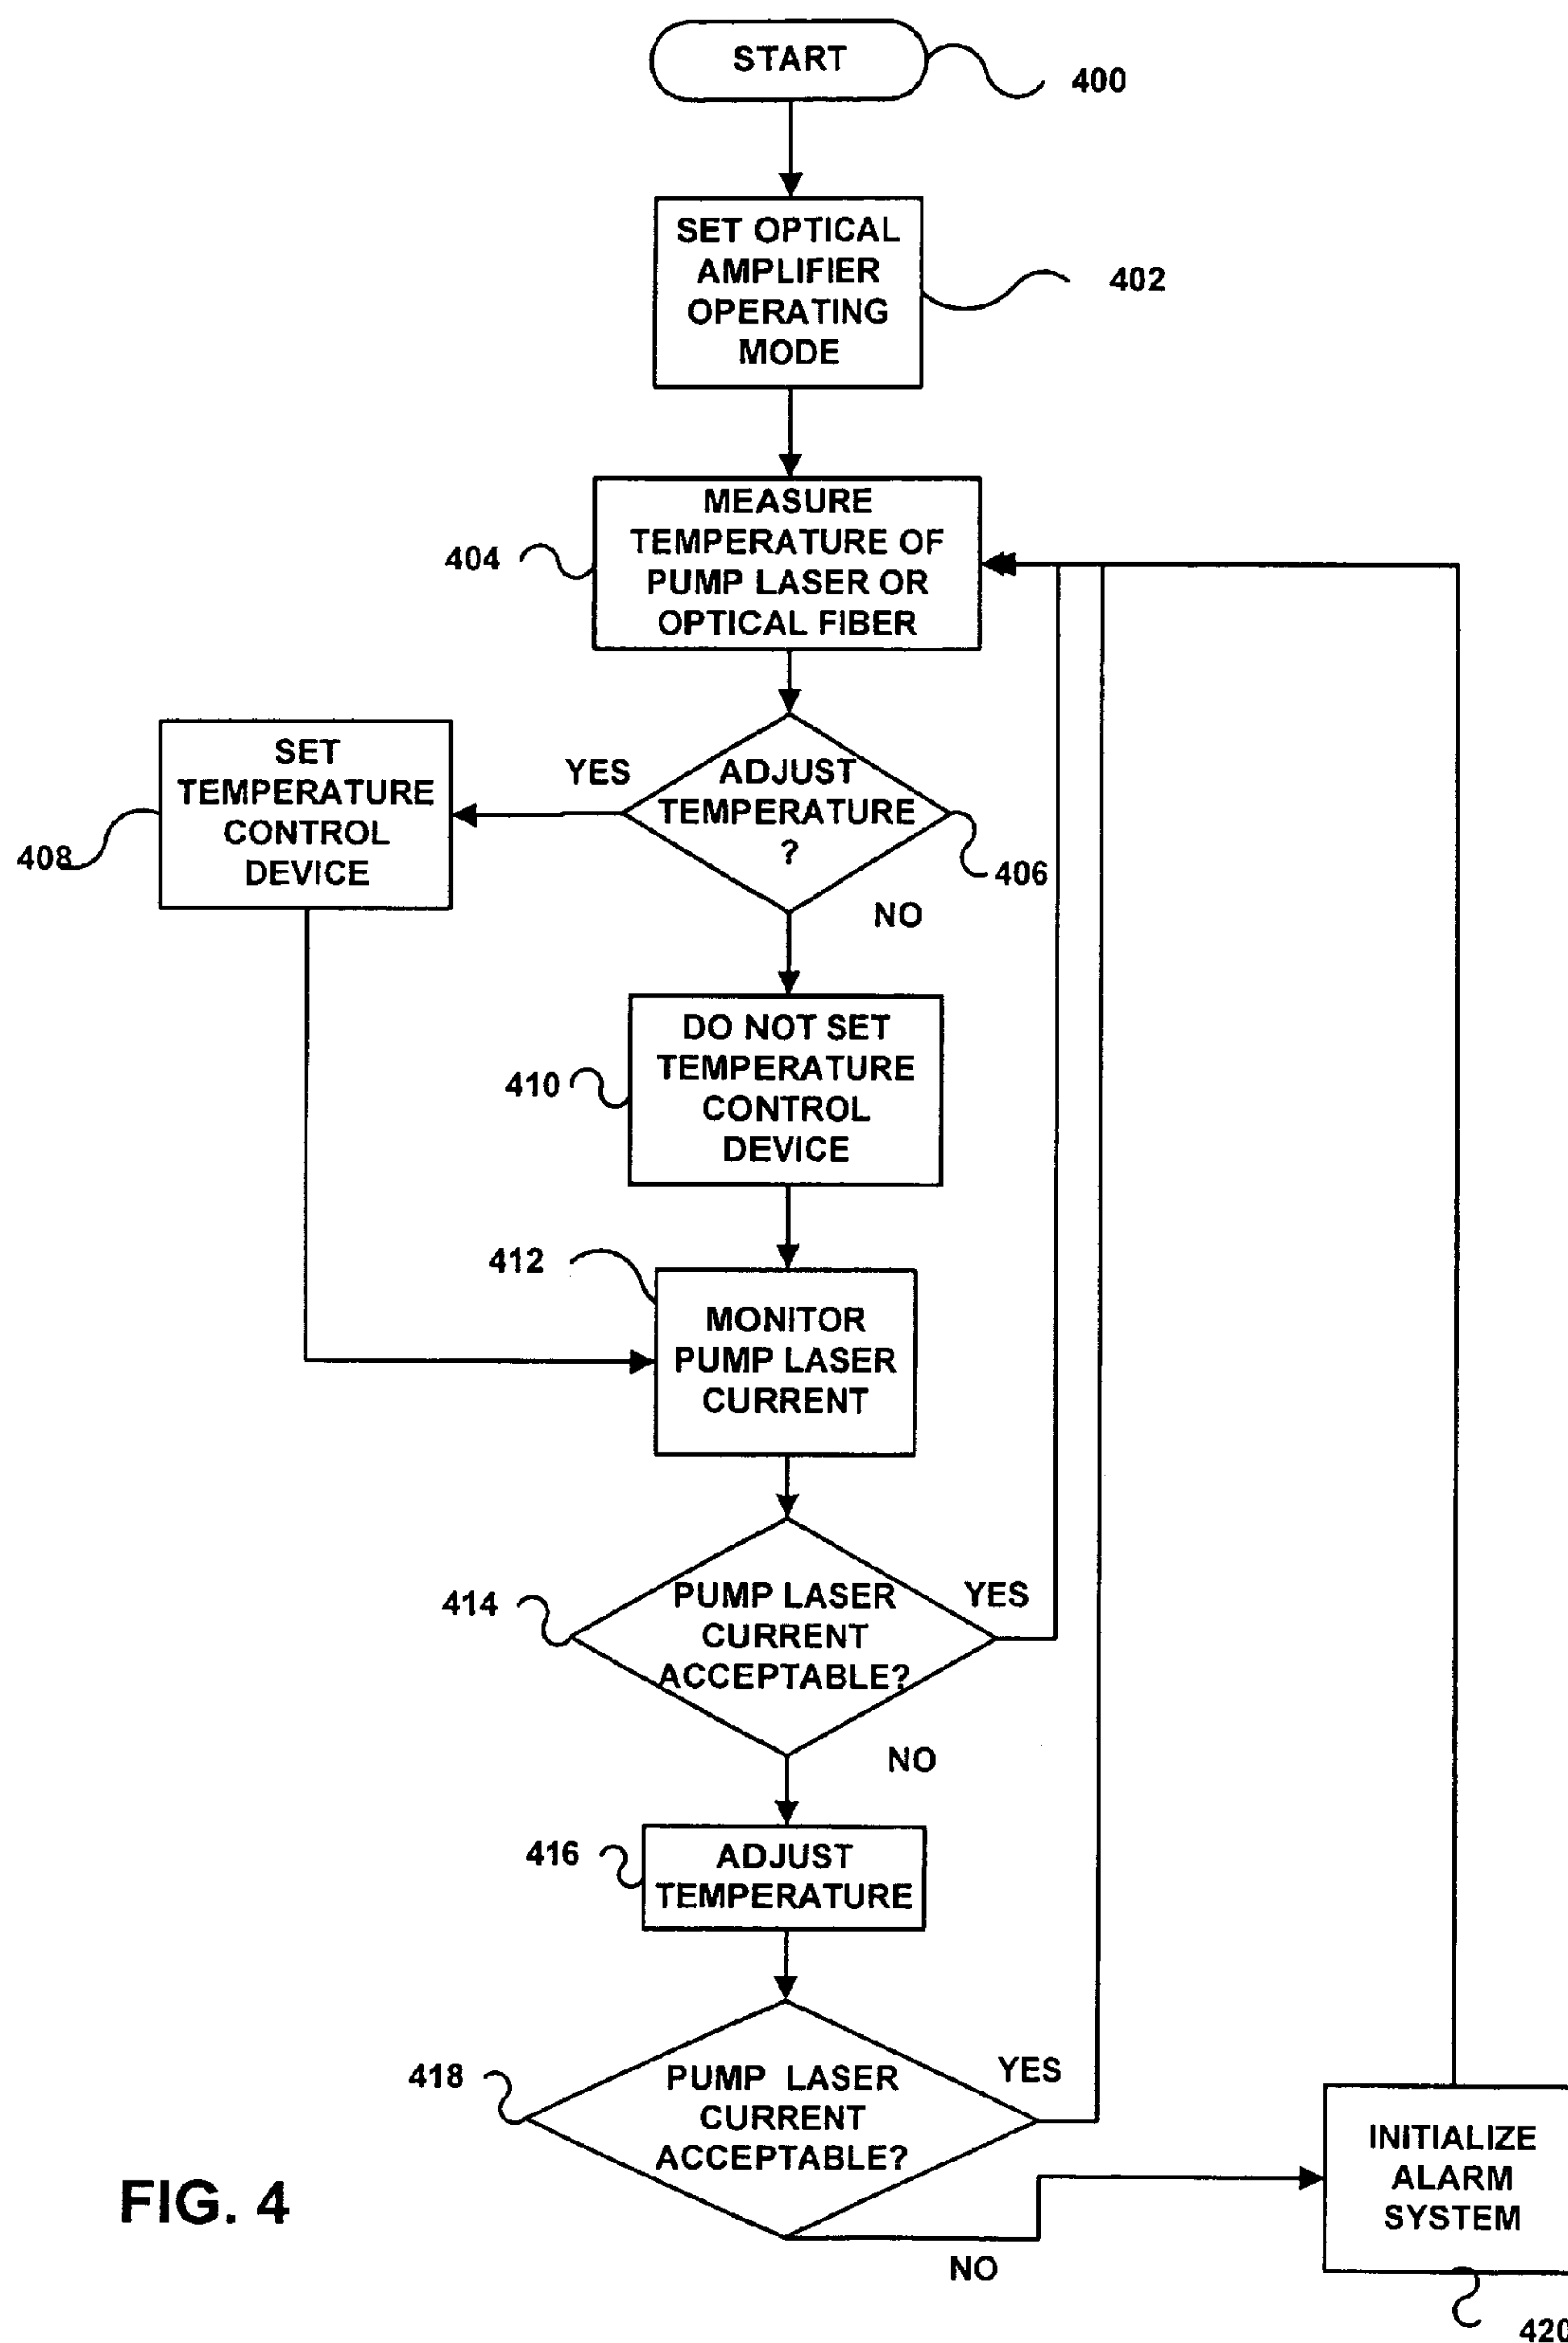 START
400
SET OPTICAL
AMPLIFIER
OPERATING
MODE
402
MEASURE
TEMPERATURE OF
PUMP LASER OR
OPTICAL FIBER
404
ADJUST
TEMPERATURE
?
YES
406
NO
SET
TEMPERATURE
CONTROL
DEVICE
408
DO NOT SET
TEMPERATURE
CONTROL
DEVICE
410
412
MONITOR
PUMP LASER
CURRENT
414
PUMP LASER
CURRENT
ACCEPTABLE?
YES
NO
416
ADJUST
TEMPERATURE
418
PUMP LASER
CURRENT
ACCEPTABLE?
YES
NO
INITIALIZE
ALARM
SYSTEM
420
FIG. 4